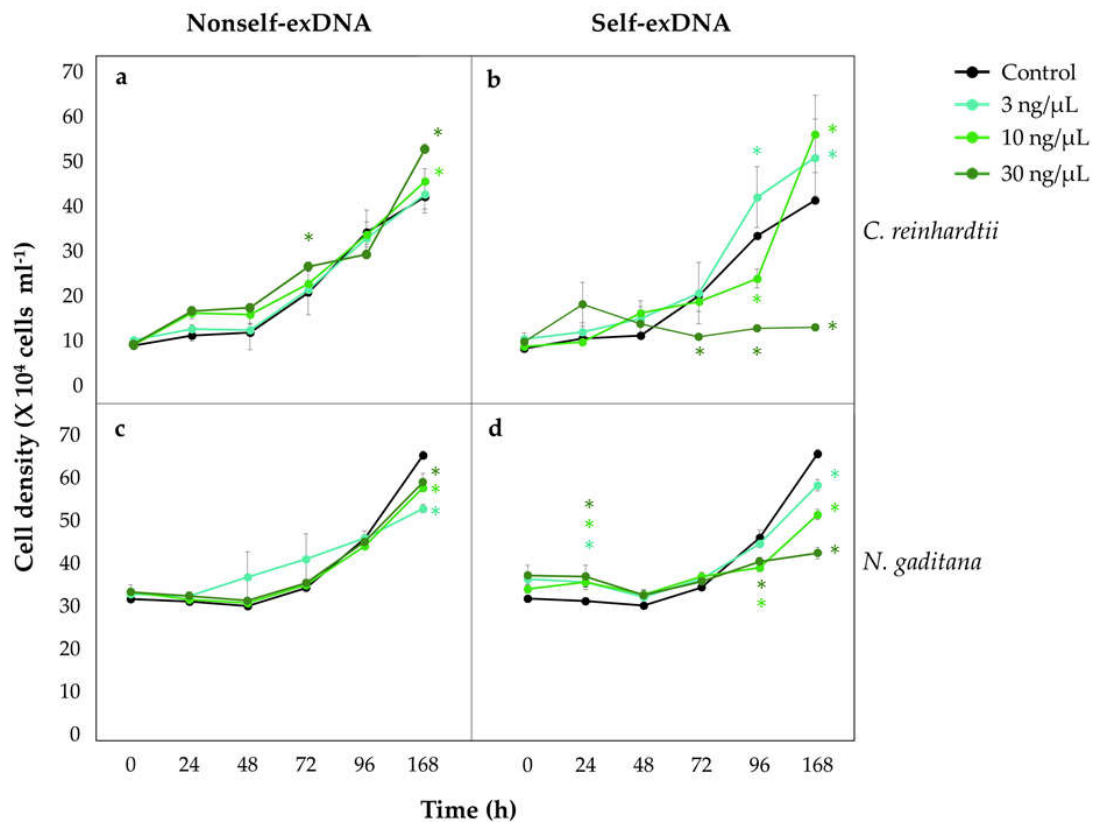 Nonself-exDNA
Self-exDNA
Cell density (X 10⁴ cells ml⁻¹)
a
70
60
50
40
30
20
10
0
*
*
*
b
*
*
*
*
*
*
*
Control
3 ng/μL
10 ng/μL
30 ng/μL
C. reinhardtii
c
70
60
50
40
30
20
10
0
*
*
*
d
*
*
*
*
*
*
*
*
N. gaditana
0 24 48 72 96 168
0 24 48 72 96 168
Time (h)